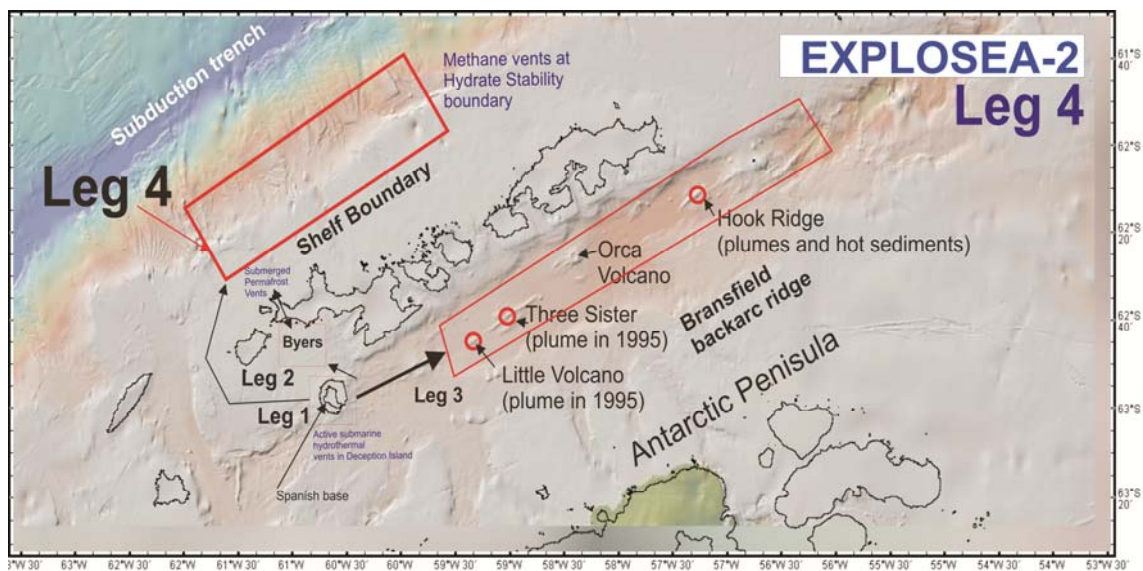 EXPLOSEA-2
Leg 4
Subduction trench
Methane vents at
Hydrate Stability
boundary
Leg 4
Shelf Boundary
Submerged
Permafrost
Vents
Byers
Leg 2
Leg 1
Leg 3
Active submarine
hydrothermal
vents in Deception Island
Spanish base
Hook Ridge
(plumes and hot sediments)
Orca
Volcano
Three Sister
(plume in 1995)
Little Volcano
(plume in 1995)
Bransfield
backarc ridge
Antarctic Penisula
61°S
40´
62°S
62°S
20´
62°S
40´
63°S
63°S
20´
63°W 30´
63°W
62°W 30´
62°W
61°W 30´
61°W
60°W 30´
60°W
59°W 30´
59°W
58°W 30´
58°W
57°W 30´
57°W
56°W 30´
56°W
55°W 30´
55°W
54°W 30´
54°W
53°W 30´